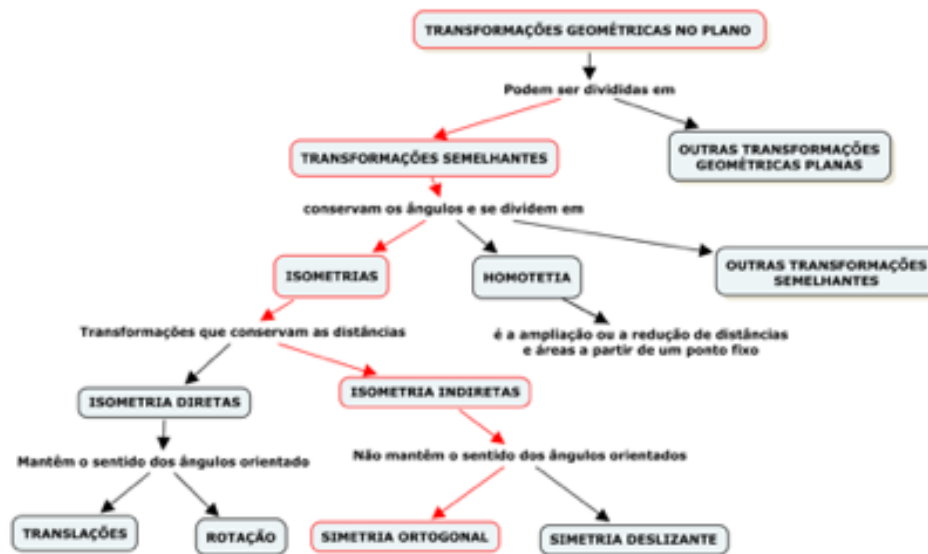 TRANSFORMAÇÕES GEOMÉTRICAS NO PLANO
Podem ser divididas em
TRANSFORMAÇÕES SEMELHANTES
OUTRAS TRANSFORMAÇÕES
GEOMÉTRICAS PLANAS
conservam os ângulos e se dividem em
ISOMETRIAS
HOMOTETIA
OUTRAS TRANSFORMAÇÕES
SEMELHANTES
Transformações que conservam as distâncias
é a ampliação ou a redução de distâncias
e áreas a partir de um ponto fixo
ISOMETRIA DIRETAS
ISOMETRIA INDIRETAS
Mantêm o sentido dos ângulos orientado
Não mantêm o sentido dos ângulos orientados
TRANSLAÇÕES
ROTAÇÃO
SIMETRIA ORTOGONAL
SIMETRIA DESLIZANTE